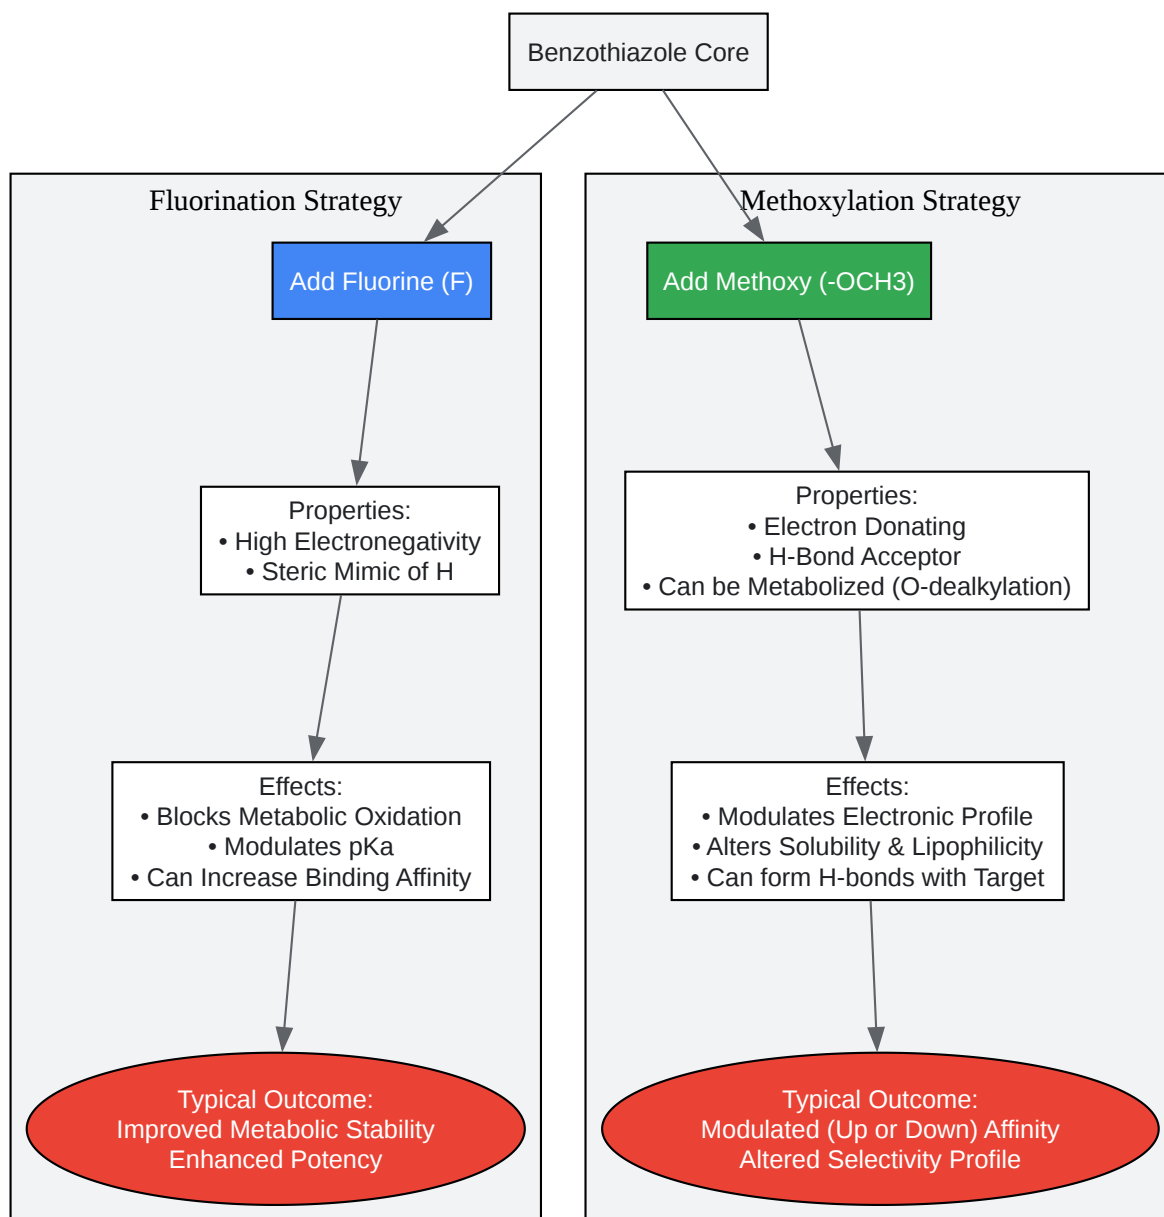 Benzothiazole Core
Fluorination Strategy
Add Fluorine (F)
Properties:
• High Electronegativity
• Steric Mimic of H
Effects:
• Blocks Metabolic Oxidation
• Modulates pKa
• Can Increase Binding Affinity
Typical Outcome:
Improved Metabolic Stability
Enhanced Potency
Methoxylation Strategy
Add Methoxy (-OCH3)
Properties:
• Electron Donating
• H-Bond Acceptor
• Can be Metabolized (O-dealkylation)
Effects:
• Modulates Electronic Profile
• Alters Solubility & Lipophilicity
• Can form H-bonds with Target
Typical Outcome:
Modulated (Up or Down) Affinity
Altered Selectivity Profile